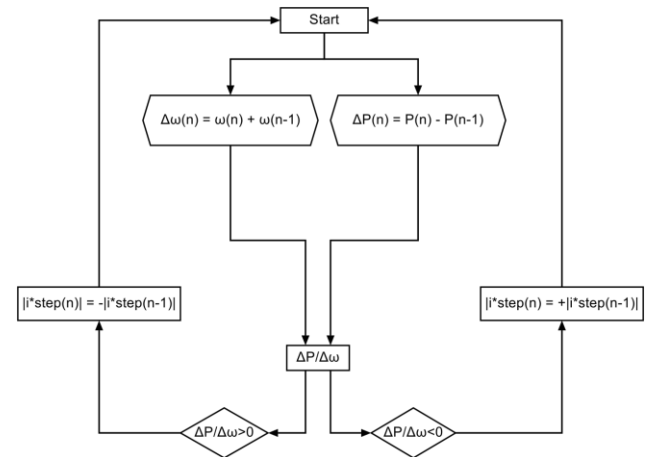 Start
Δω(n) = ω(n) + ω(n-1)
ΔP(n) = P(n) - P(n-1)
|i*step(n)| = -|i*step(n-1)|
|i*step(n) = +|i*step(n-1)|
ΔP/Δω
ΔP/Δω>0
ΔP/Δω<0